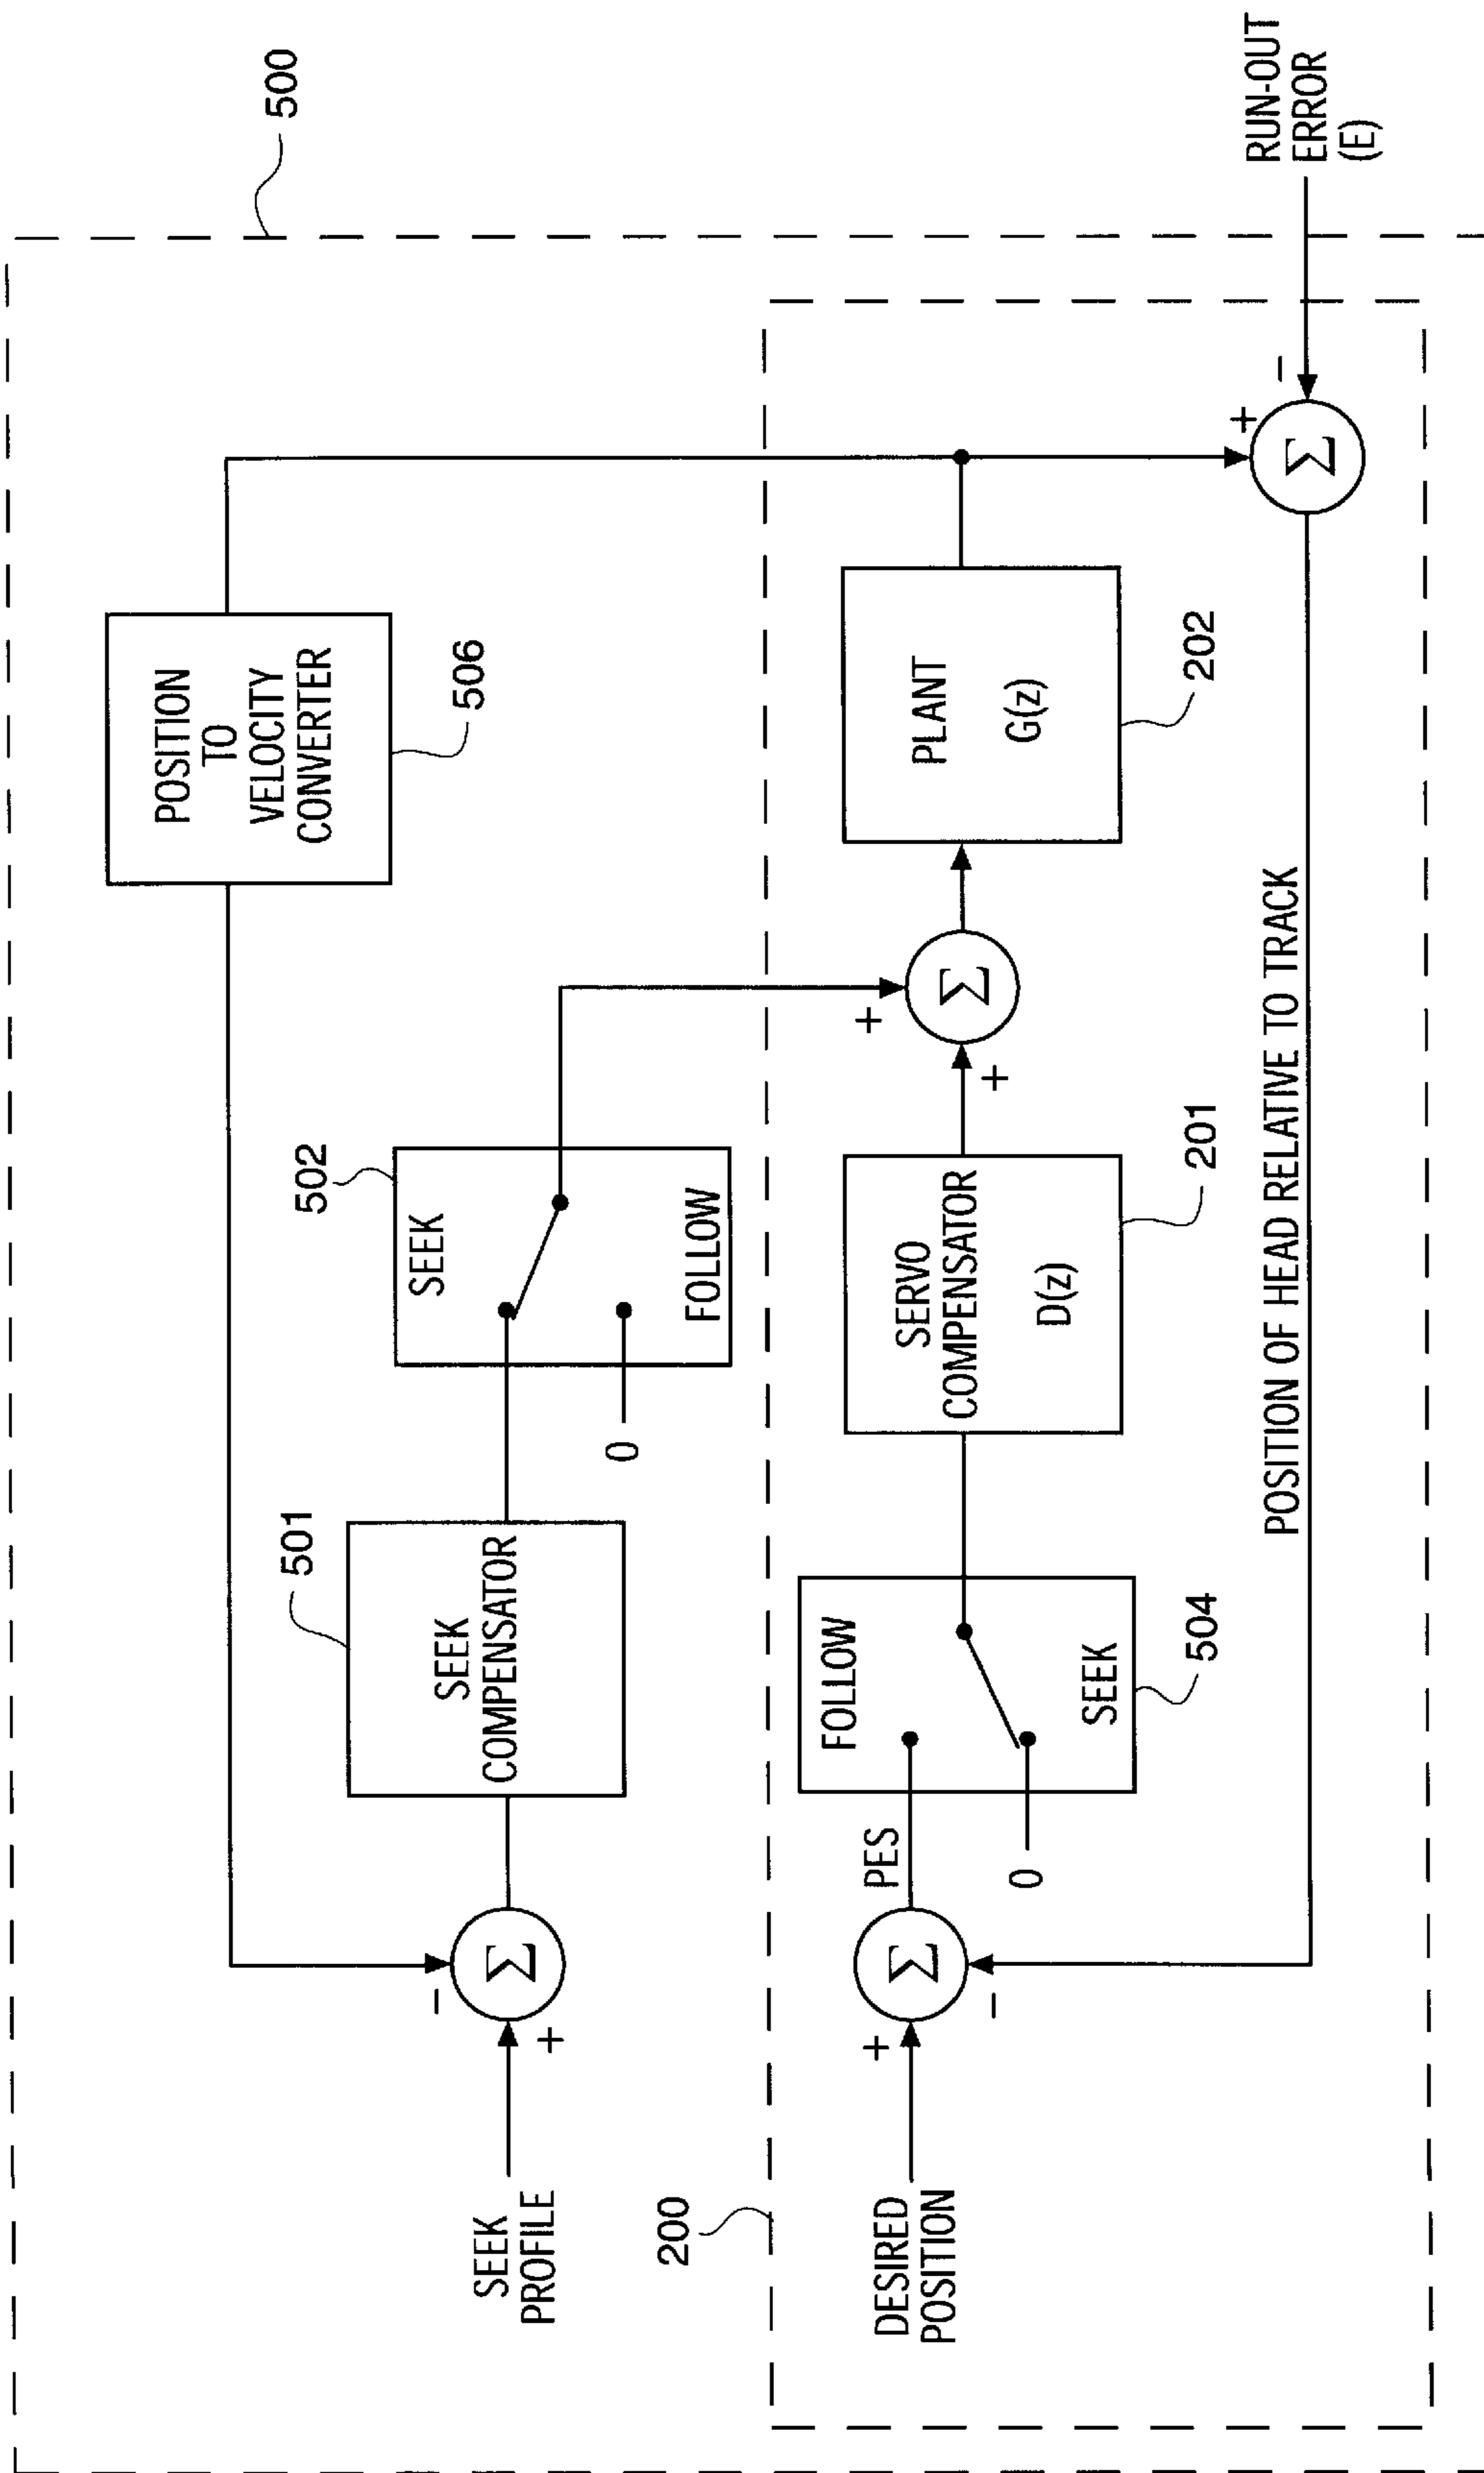 500
POSITION
TO
VELOCITY
CONVERTER
506
502
SEEK
FOLLOW
0
501
SEEK
COMPENSATOR
−
Σ
+
SEEK
PROFILE
200
DESIRED
POSITION
+
Σ
−
PES
0
FOLLOW
SEEK
504
SERVO
COMPENSATOR
D(z)
201
+
+
Σ
PLANT
G(z)
202
+
−
Σ
RUN-OUT
ERROR
(E)
POSITION OF HEAD RELATIVE TO TRACK